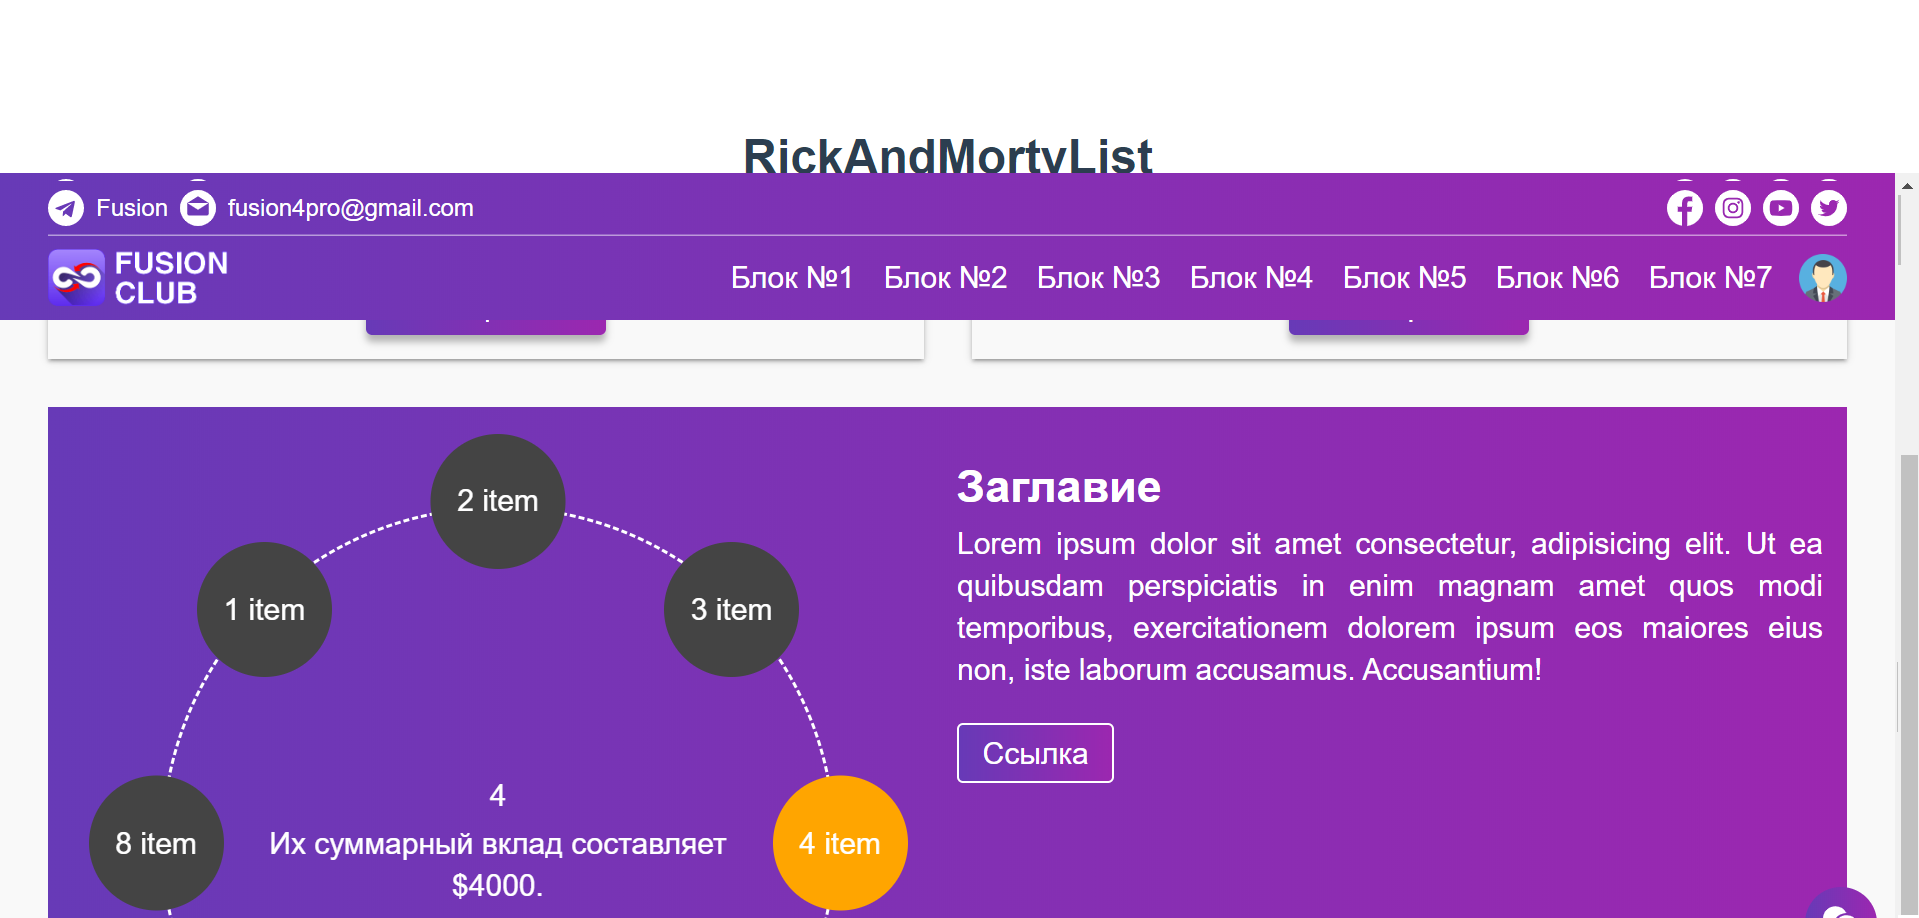 RickAndMortyList
Fusion fusion4pro@gmail.com
FUSION
CLUB
Блок №1 Блок №2 Блок №3 Блок №4 Блок №5 Блок №6 Блок №7
2 item
1 item
3 item
Заглавие
Lorem ipsum dolor sit amet consectetur, adipisicing elit. Ut ea
quibusdam perspiciatis in enim magnam amet quos modi
temporibus, exercitationem dolorem ipsum eos maiores eius
non, iste laborum accusamus. Accusantium!
Ссылка
8 item
4
Их суммарный вклад составляет
$4000.
4 item